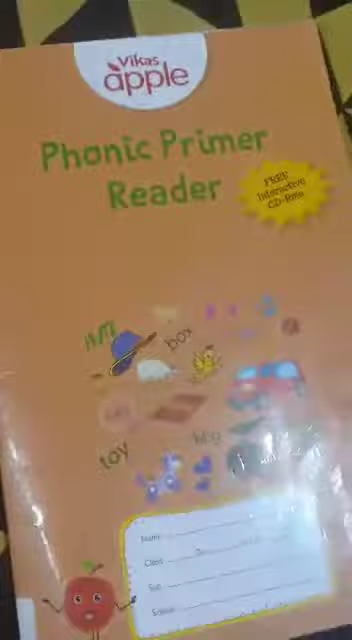 Vikas
apple
Phonic Primer
Reader
FREE
Interactive
CD-Rom
box
toy
Name
Class
School